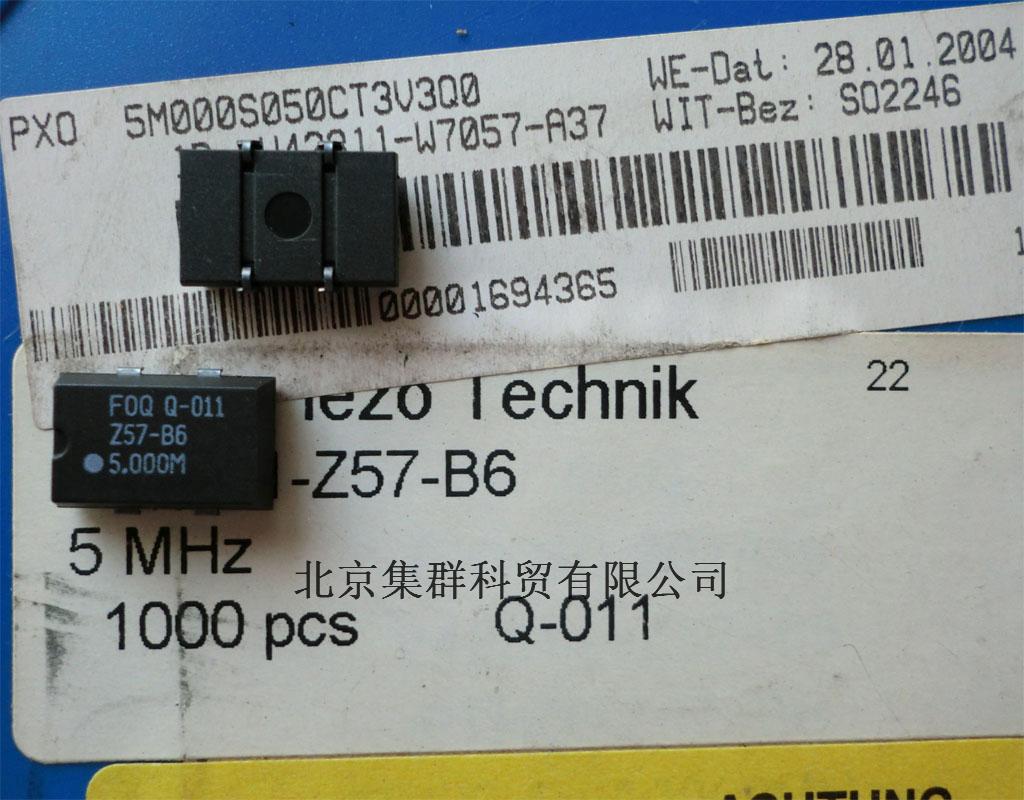 PXO 5M000S050CT3V3Q0
WE-Dat: 28.01.2004
-W7057-A37
WIT-Bez: S02246
00001694365
Technik
22
FOQ Q-011
Z57-B6
5.000M
-Z57-B6
5 MHz
北京集群科贸有限公司
1000 pcs Q-011
ACHTUNG